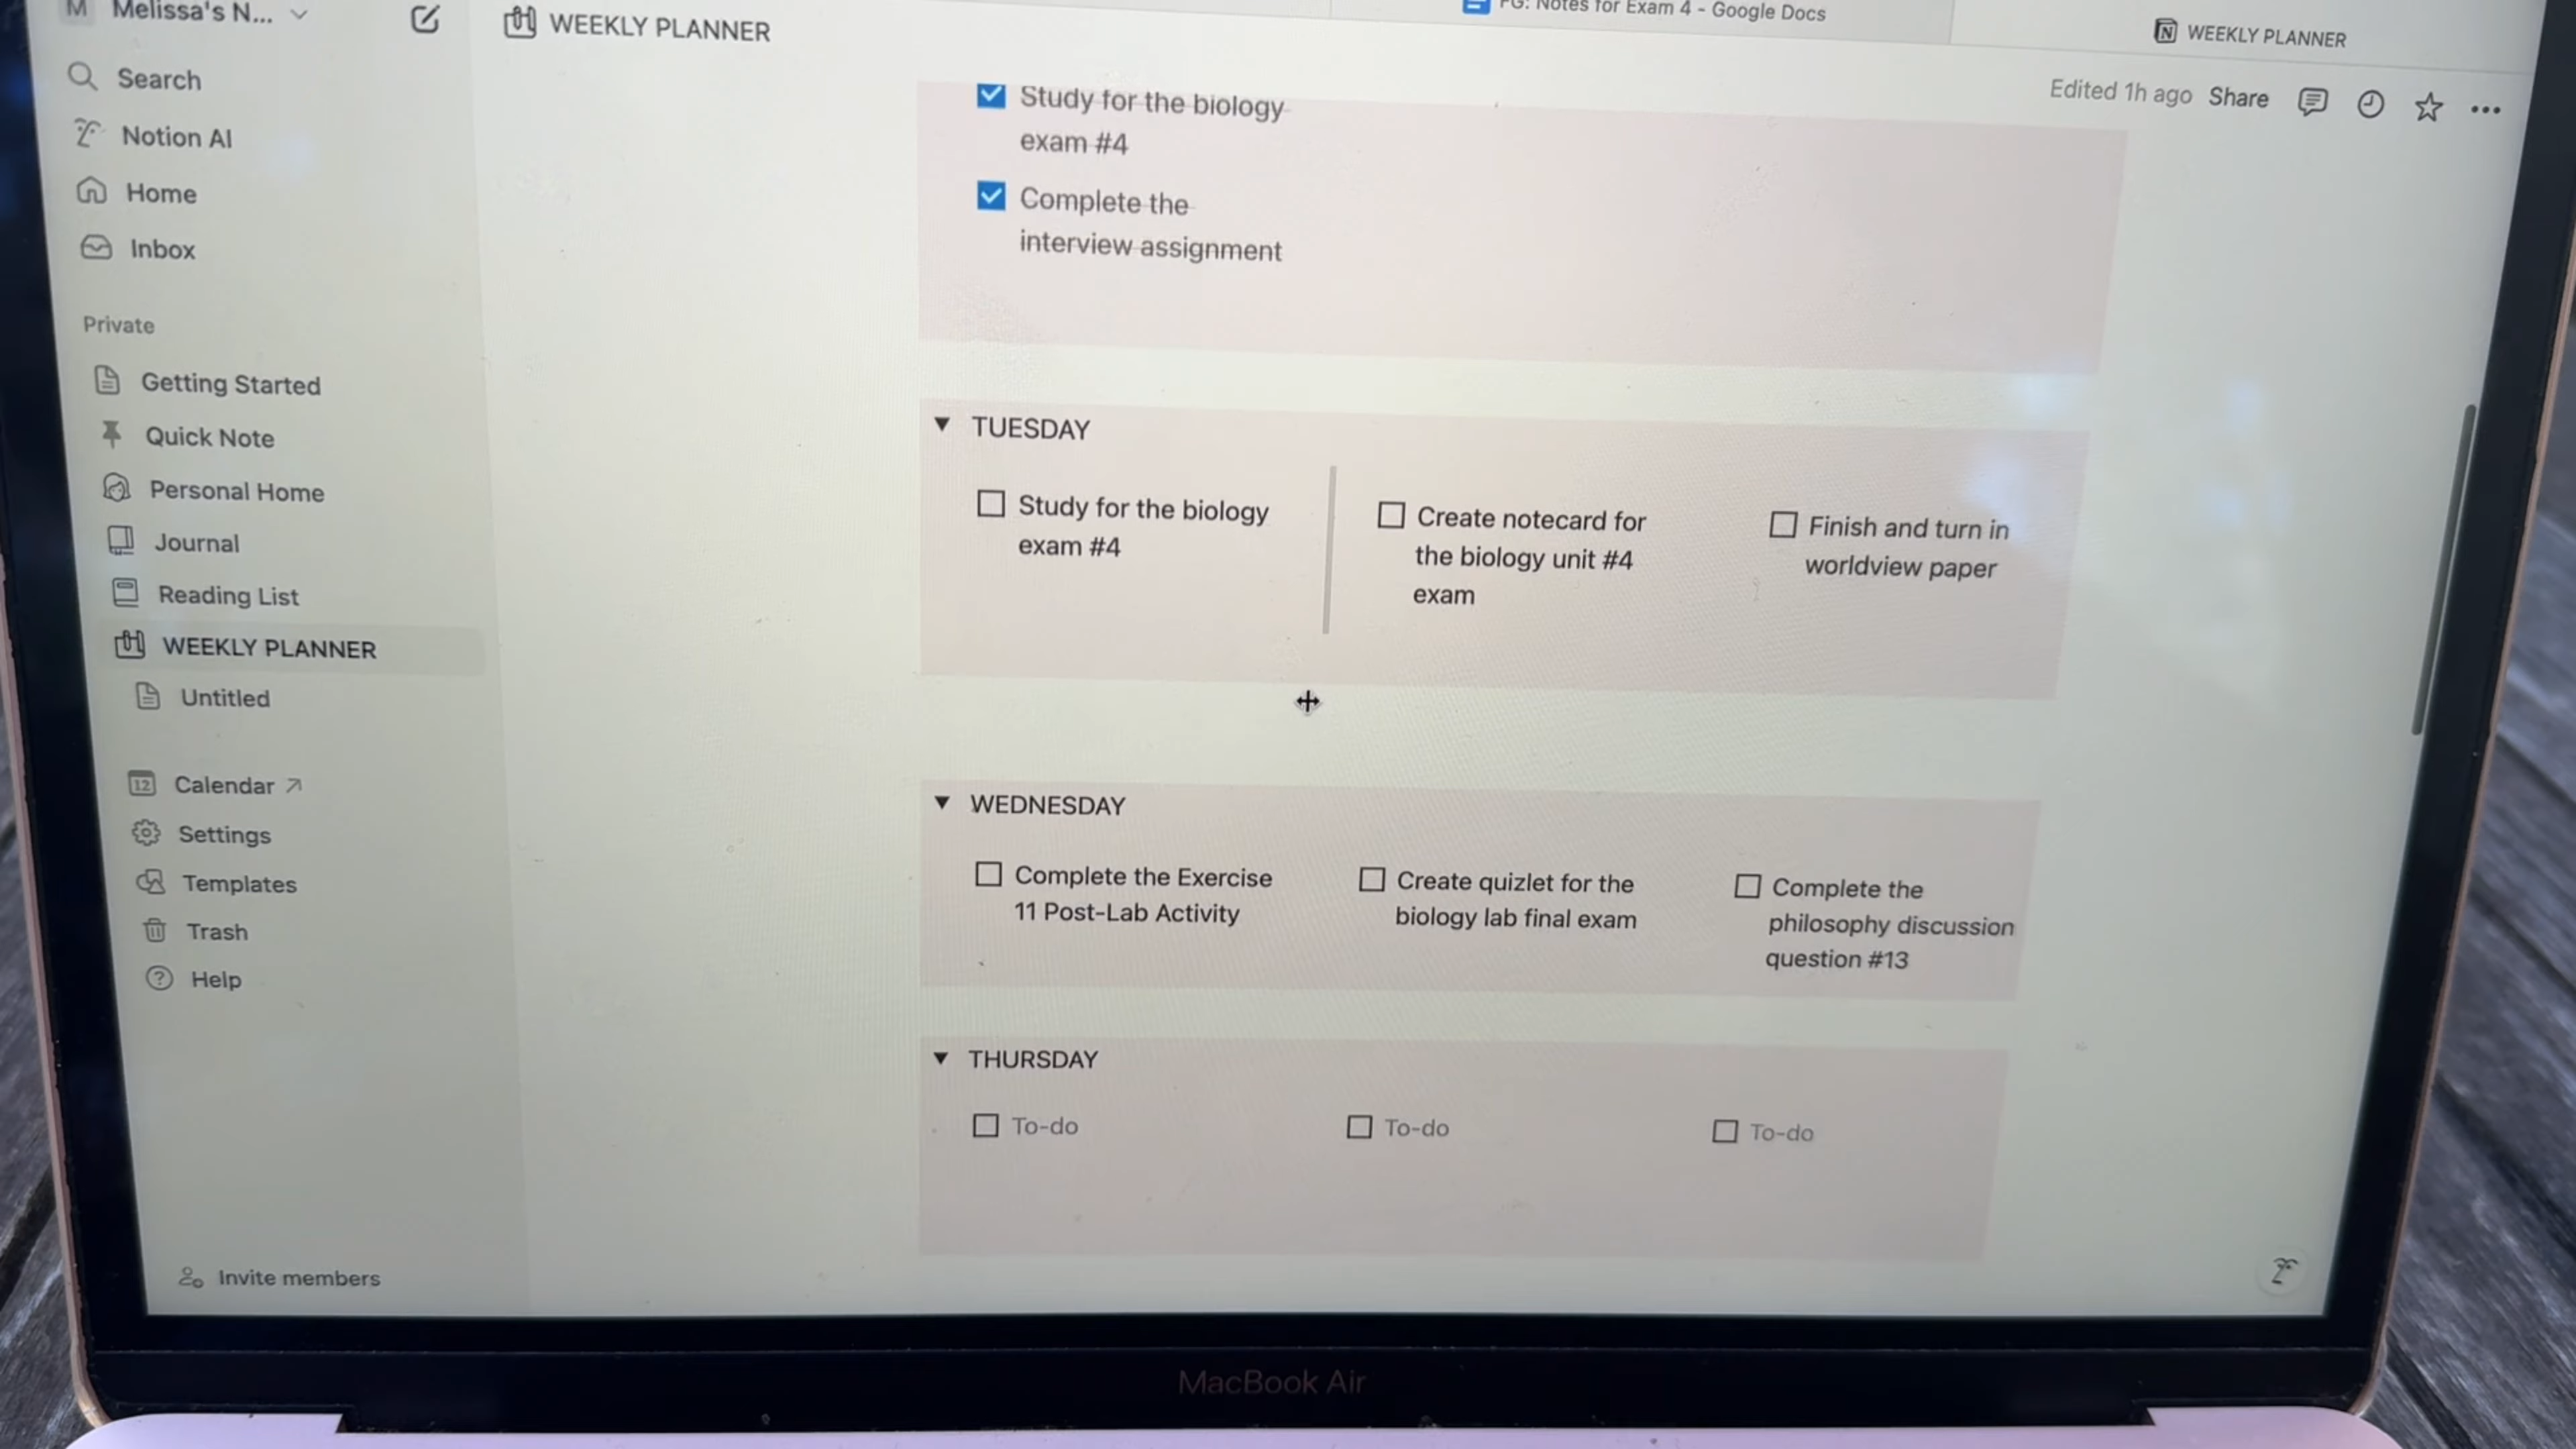 M Melissa's N...
WEEKLY PLANNER
FG: Notes for Exam 4 - Google Docs
WEEKLY PLANNER
Edited 1h ago Share
Search
Notion AI
Home
Inbox
Private
Getting Started
Quick Note
Personal Home
Journal
Reading List
WEEKLY PLANNER
Untitled
12 Calendar
Settings
Templates
Trash
Help
Invite members
Study for the biology
exam #4
Complete the
interview assignment
TUESDAY
Study for the biology
exam #4
Create notecard for
the biology unit #4
exam
Finish and turn in
worldview paper
WEDNESDAY
Complete the Exercise
11 Post-Lab Activity
Create quizlet for the
biology lab final exam
Complete the
philosophy discussion
question #13
THURSDAY
To-do
To-do
To-do
MacBook Air